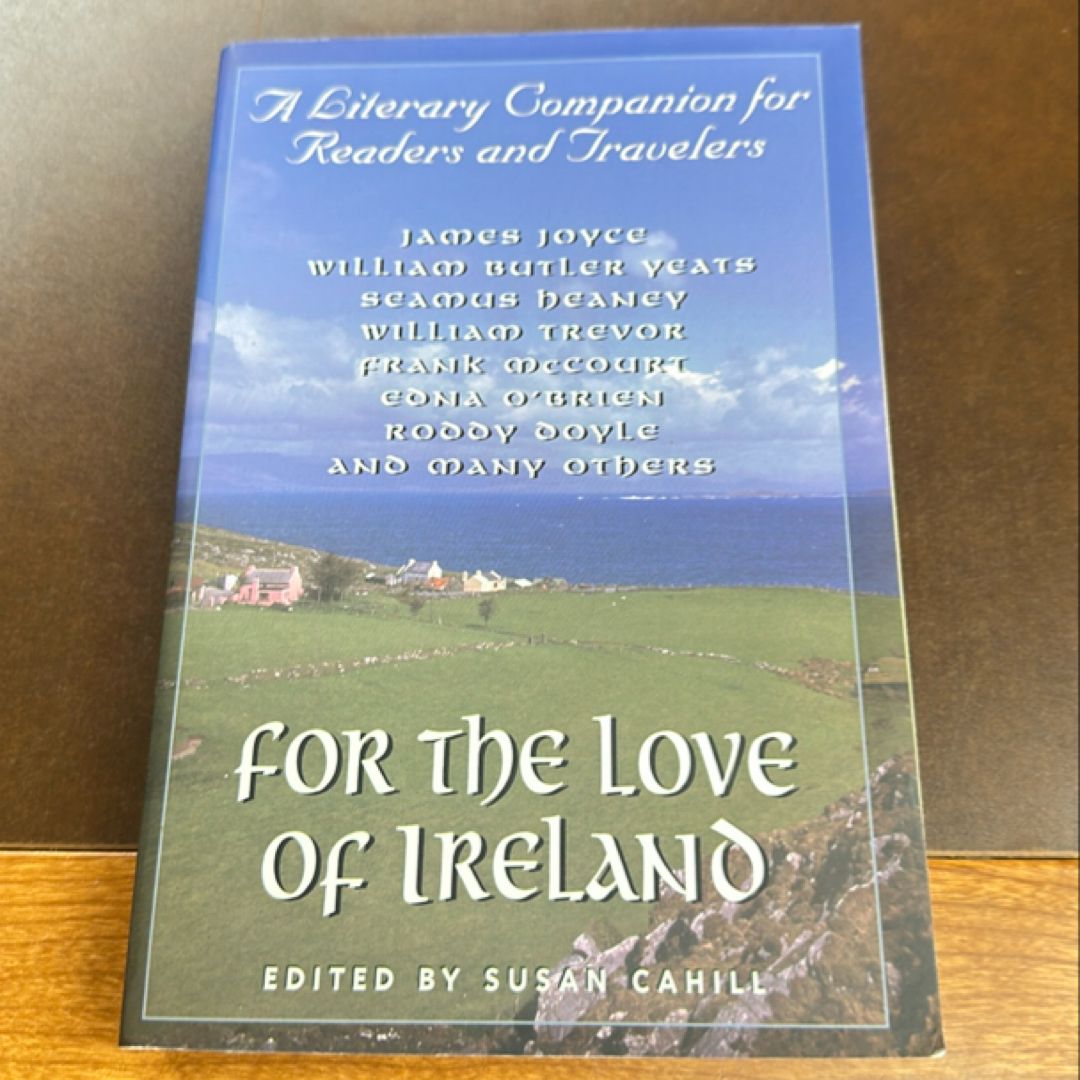 A Literary Companion for
Readers and Travelers
JAMES JOYCE
WILLIAM BUTLER YEATS
SEAMUS HEANEY
WILLIAM TREVOR
FRANK McCOURT
EDNA O'BRIEN
RODDY DOYLE
AND MANY OTHERS
FOR THE LOVE
OF IRELAND
EDITED BY SUSAN CAHILL